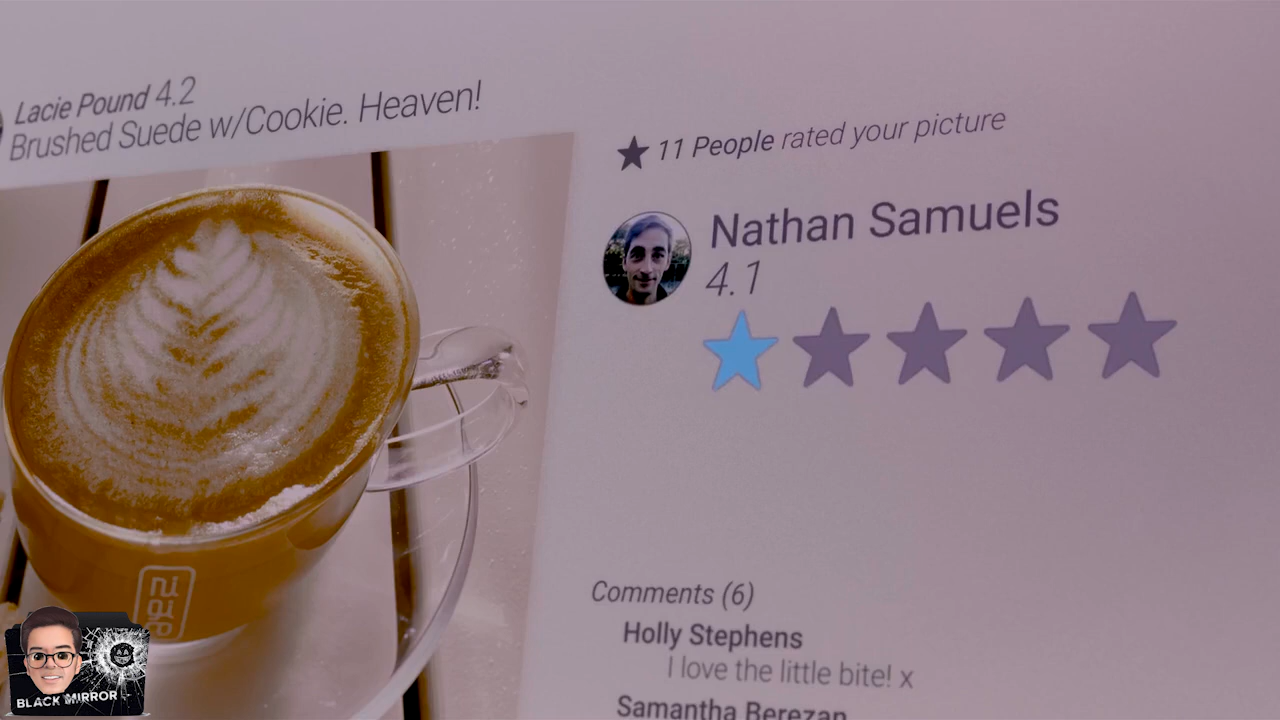 Lacie Pound 4.2
Brushed Suede w/Cookie. Heaven!
11 People rated your picture
Nathan Samuels
4.1
Comments (6)
Holly Stephens
I love the little bite! x
Samantha Berezan
BLACK MIRROR